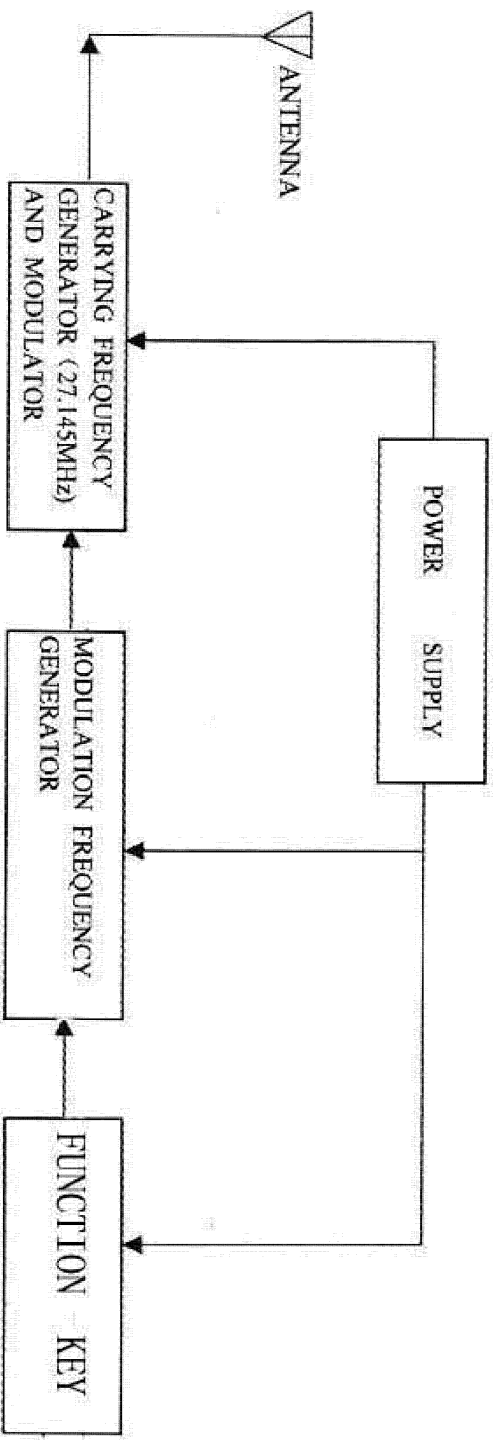 ANTENNA
POWER SUPPLY
CARRYING FREQUENCY
GENERATOR (27.145MHz)
AND MODULATOR
MODULATION FREQUENCY
GENERATOR
FUNCTION KEY